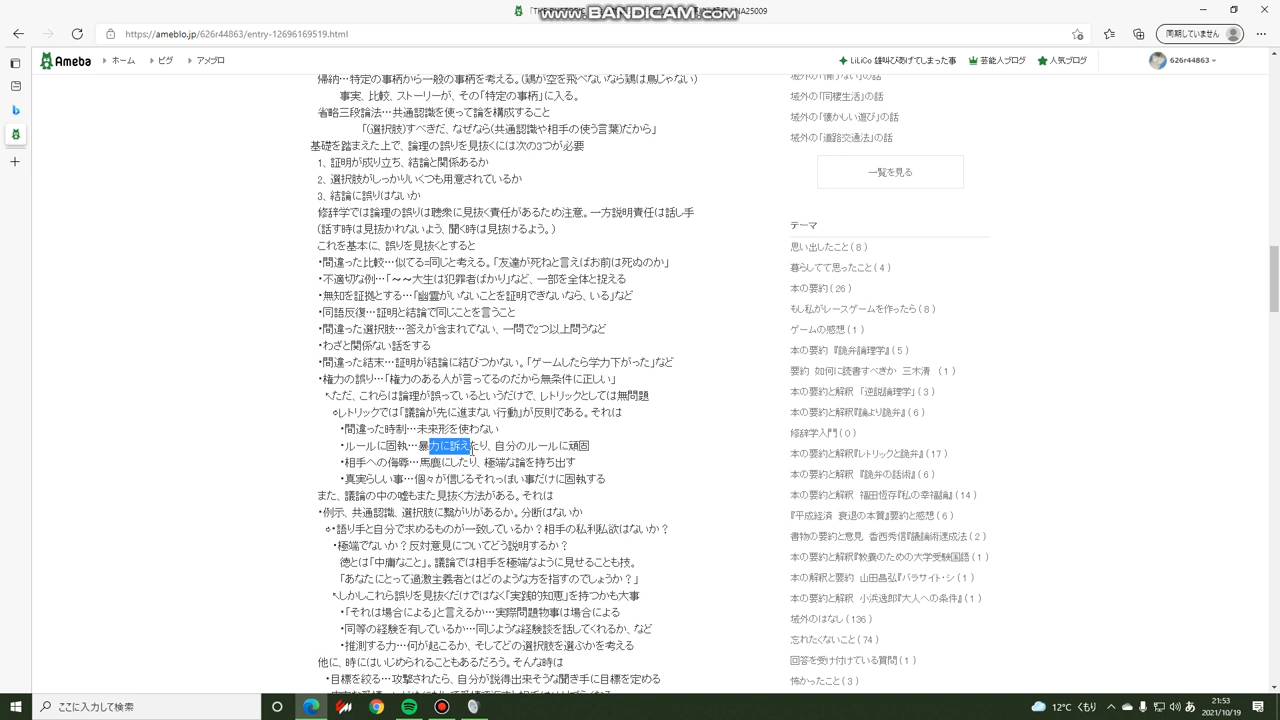 www.BANDICAM.com
NA25009
https://ameblo.jp/626r44863/entry-12696169519.html
同期していません
Ameba
ホーム
ピグ
アメブロ
LiLiCo 雄叫びあげてしまった事
芸能人ブログ
人気ブログ
626r44863
帰納…特定の事柄から一般の事柄を考える。(鶏が空を飛べないなら鶏は鳥じゃない)
事実、比較、ストーリーが、その「特定の事柄」に入る。
省略三段論法…共通認識を使って論を構成すること
「(選択肢)すべきだ、なぜなら(共通認識や相手の使う言葉)だから」
基礎を踏まえた上で、論理の誤りを見抜くには次の3つが必要
1、証明が成り立ち、結論と関係あるか
2、選択肢がしっかりいくつも用意されているか
3、結論に誤りはないか
修辞学では論理の誤りは聴衆に見抜く責任があるため注意。一方説明責任は話し手
(話す時は見抜かれないよう、聞く時は見抜けるよう。)
これを基本に、誤りを見抜くとすると
・間違った比較…似てる=同じと考える。「友達が死ねと言えばお前は死ぬのか」
・不適切な例…「～～大生は犯罪者ばかり」など、一部を全体と捉える
・無知を証拠とする…「幽霊がいないことを証明できないなら、いる」など
・同語反復…証明と結論で同じことを言うこと
・間違った選択肢…答えが含まれてない、一問で2つ以上問うなど
・わざと関係ない話をする
・間違った結末…証明が結論に結びつかない。「ゲームしたら学力下がった」など
・権力の誤り…「権力のある人が言ってるのだから無条件に正しい」
↖ただ、これらは論理が誤っているというだけで、レトリックとしては無問題
⇨レトリックでは「議論が先に進まない行動」が反則である。それは
・間違った時制…未来形を使わない
・ルールに固執…暴力に訴えたり、自分のルールに頑固
・相手への侮辱…馬鹿にしたり、極端な論を持ち出す
・真実らしい事…個々が信じるそれっぽい事だけに固執する
また、議論の中の嘘もまた見抜く方法がある。それは
・例示、共通認識、選択肢に繋がりがあるか。分断はないか
⇨・語り手と自分で求めるものが一致しているか？相手の私利私欲はないか？
・極端でないか？反対意見についてどう説明するか？
徳とは「中庸なこと」。議論では相手を極端なように見せることも技。
「あなたにとって過激主義者とはどのような方を指すのでしょうか？」
↖しかしこれら誤りを見抜くだけではなく「実践的知恵」を持つかも大事
・「それは場合による」と言えるか…実際問題物事は場合による
・同等の経験を有しているか…同じような経験談を話してくれるか、など
・推測する力…何が起こるか、そしてどの選択肢を選ぶかを考える
他に、時にはいじめられることもあるだろう。そんな時は
・目標を絞る…攻撃されたら、自分が説得出来そうな聞き手に目標を定める
域外の「同棲生活」の話
域外の「懐かしい遊び」の話
域外の「道路交通法」の話
一覧を見る
テーマ
思い出したこと ( 8 )
暮らしてて思ったこと ( 4 )
本の要約 ( 26 )
もし私がレースゲームを作ったら ( 8 )
ゲームの感想 ( 1 )
本の要約 『詭弁論理学』 ( 5 )
要約 如何に読書すべきか 三木清 ( 1 )
本の要約と解釈 「逆説論理学」 ( 3 )
本の要約と解釈『論より詭弁』 ( 6 )
修辞学入門 ( 0 )
本の要約と解釈『レトリックと詭弁』 ( 17 )
本の要約と解釈 『詭弁の話術』 ( 6 )
本の要約と解釈 福田恆存『私の幸福論』 ( 14 )
『平成経済 衰退の本質』要約と感想 ( 6 )
書物の要約と意見 香西秀信『議論術速成法 ( 2 )
本の要約と解釈『教養のための大学受験国語 ( 1 )
本の解釈と要約 山田昌弘『パラサイト・シ ( 1 )
本の要約と解釈 小浜逸郎『大人への条件』 ( 1 )
域外のはなし ( 136 )
忘れたくないこと ( 74 )
回答を受け付けている質問 ( 1 )
怖かったこと ( 3 )
ここに入力して検索
12°C くもり
あ
21:53
2021/10/19